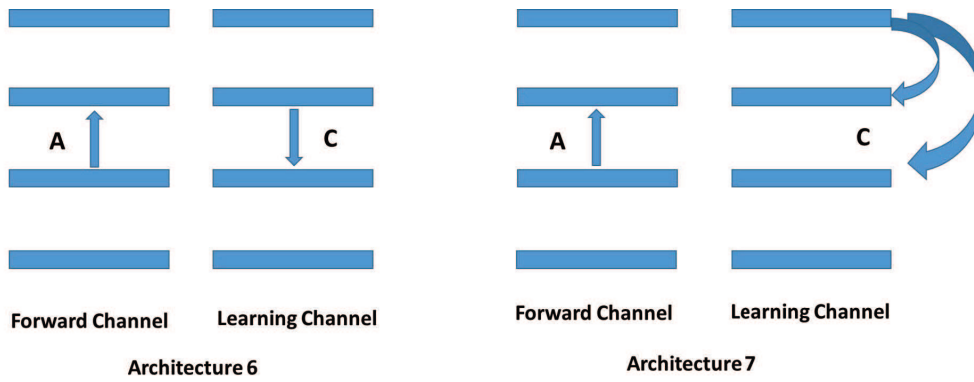 A
C
A
C
Forward Channel
Learning Channel
Forward Channel
Learning Channel
Architecture 6
Architecture 7